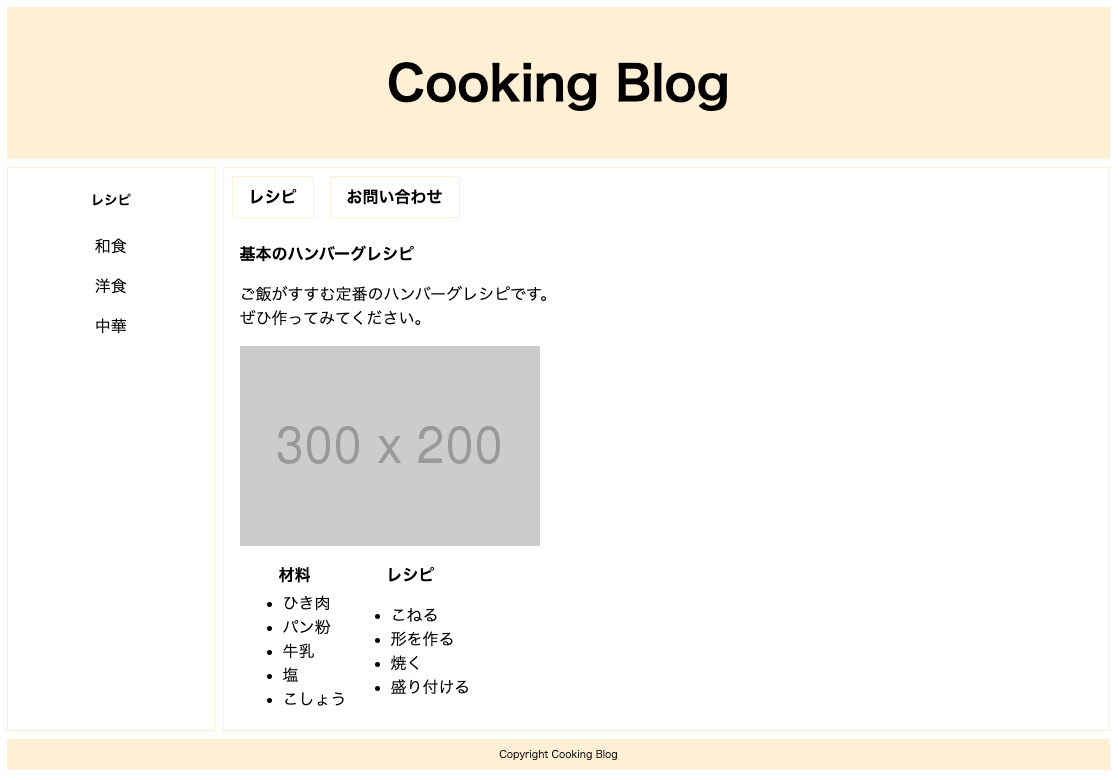 Cooking Blog
レシピ
和食
洋食
中華
レシピ
お問い合わせ
基本のハンバーグレシピ
ご飯がすすむ定番のハンバーグレシピです。
ぜひ作ってみてください。
300 x 200
材料
ひき肉
パン粉
牛乳
塩
こしょう
レシピ
こねる
形を作る
焼く
盛り付ける
Copyright Cooking Blog